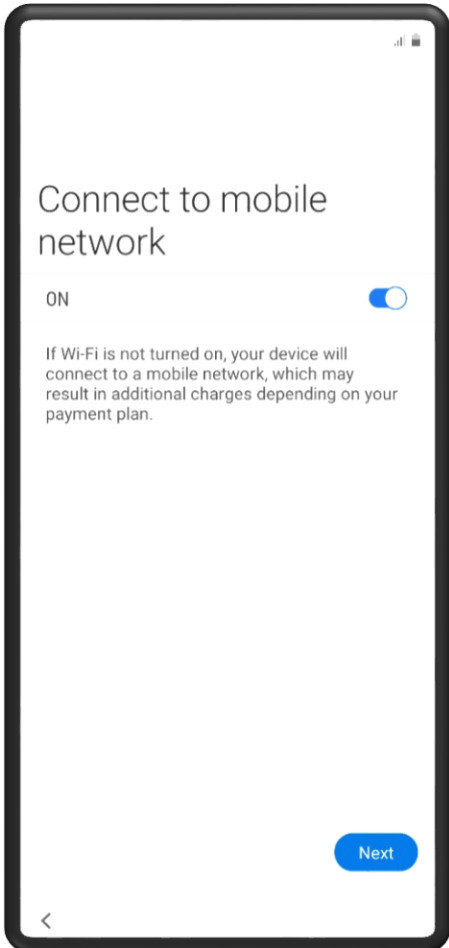 Connect to mobile
network
ON
If Wi-Fi is not turned on, your device will
connect to a mobile network, which may
result in additional charges depending on your
payment plan.
Next